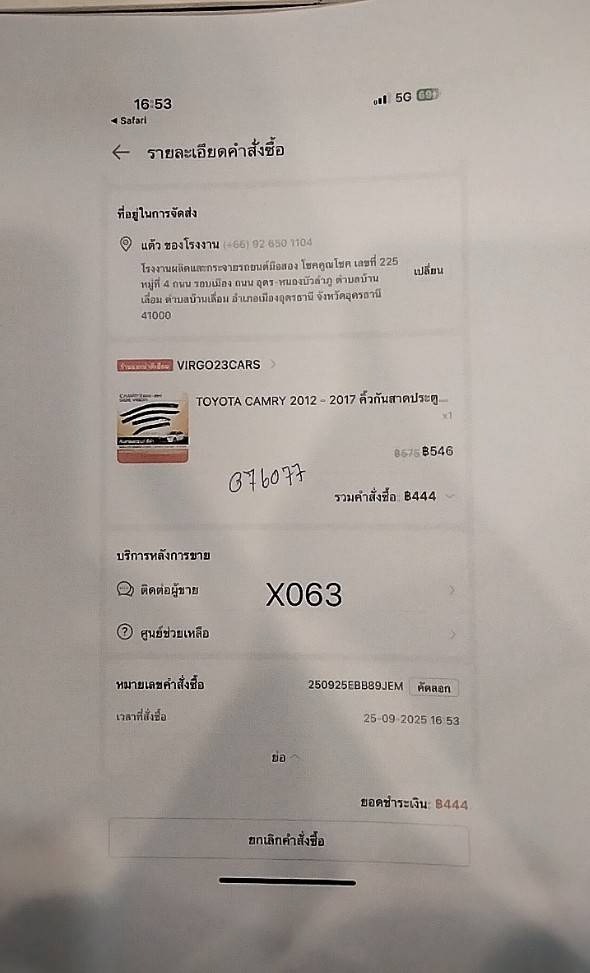 16:53
5G 69
◄ Safari
← รายละเอียดคำสั่งซื้อ
ที่อยู่ในการจัดส่ง
แต้ว ของโรงงาน (+66) 92 650 1104
โรงงานผลิตและกระจายรถยนต์มือสอง โชคคูณโชค เลขที่ 225
หมู่ที่ 4 ถนน รอบเมือง ถนน อุดร-หนองบัวลำภู ตำบลบ้าน
เลื่อม ตำบลบ้านเลื่อม อำเภอเมืองอุดรธานี จังหวัดอุดรธานี
41000
เปลี่ยน
VIRGO23CARS
TOYOTA CAMRY 2012 - 2017 คิ้วกันสาดประตู...
x1
฿675 ฿546
076077
รวมคำสั่งซื้อ: ฿444
บริการหลังการขาย
ติดต่อผู้ขาย
X063
ศูนย์ช่วยเหลือ
หมายเลขคำสั่งซื้อ 250925EBB89JEM คัดลอก
เวลาที่สั่งซื้อ 25-09-2025 16:53
ย่อ
ยอดชำระเงิน: ฿444
ยกเลิกคำสั่งซื้อ